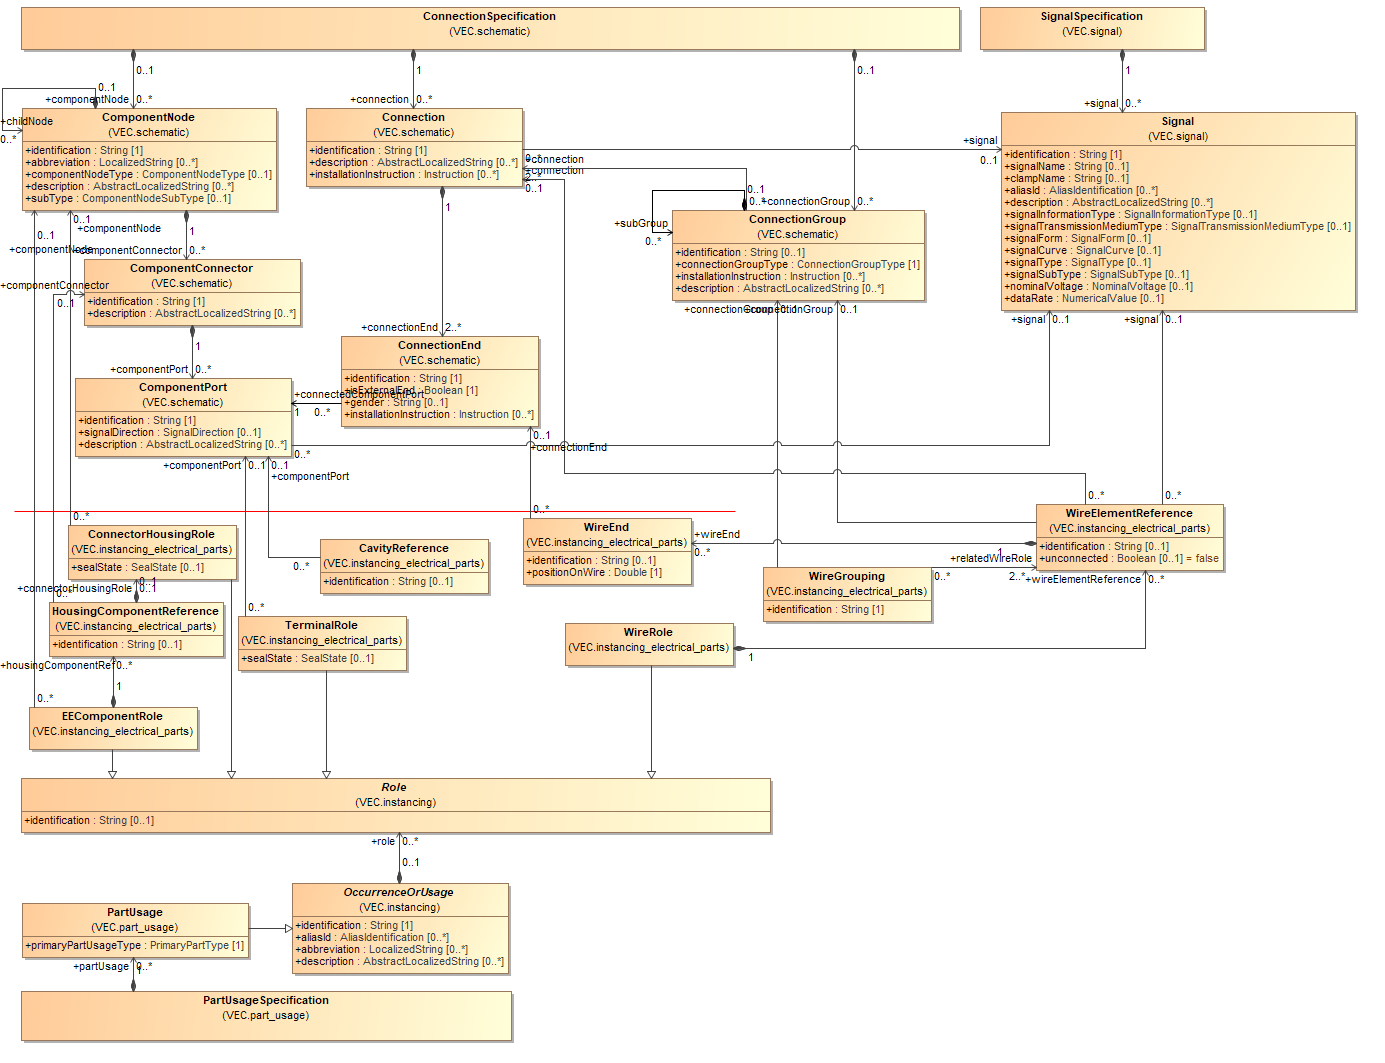 ConnectionSpecification
(VEC.schematic)
SignalSpecification
(VEC.signal)
0..1
1
0..1
1
0..1
+componentNode
0..*
+connection
0..*
+signal
0..*
+childNode
0..*
ComponentNode
(VEC.schematic)
+identification : String [1]
+abbreviation : LocalizedString [0..*]
+componentNodeType : ComponentNodeType [0..1]
+description : AbstractLocalizedString [0..*]
+subType : ComponentNodeSubType [0..1]
Connection
(VEC.schematic)
+identification : String [1]
+description : AbstractLocalizedString [0..*]
+installationInstruction : Instruction [0..*]
+signal
0..1
0..*
+connection
+connection
2..*
0..1
Signal
(VEC.signal)
+identification : String [1]
+signalName : String [0..1]
+clampName : String [0..1]
+aliasId : AliasIdentification [0..*]
+description : AbstractLocalizedString [0..*]
+signalInformationType : SignalInformationType [0..1]
+signalTransmissionMediumType : SignalTransmissionMediumType [0..1]
+signalForm : SignalForm [0..1]
+signalCurve : SignalCurve [0..1]
+signalType : SignalType [0..1]
+signalSubType : SignalSubType [0..1]
+nominalVoltage : NominalVoltage [0..1]
+dataRate : NumericalValue [0..1]
0..1
0..*
+connectionGroup
0..*
+subGroup
0..*
ConnectionGroup
(VEC.schematic)
+identification : String [0..1]
+connectionGroupType : ConnectionGroupType [1]
+installationInstruction : Instruction [0..*]
+description : AbstractLocalizedString [0..*]
0..1
+componentNode
0..1
+componentNode
1
1
+componentConnector
0..*
ComponentConnector
(VEC.schematic)
+identification : String [1]
+description : AbstractLocalizedString [0..*]
+componentConnector
0..1
+connectionGroup
0..1
+connectionGroup
0..1
+signal
0..1
+signal
0..1
+connectionEnd
2..*
1
+componentPort
0..*
ConnectionEnd
(VEC.schematic)
+identification : String [1]
+isExternalEnd : Boolean [1]
+gender : String [0..1]
+installationInstruction : Instruction [0..*]
ComponentPort
(VEC.schematic)
+identification : String [1]
+signalDirection : SignalDirection [0..1]
+description : AbstractLocalizedString [0..*]
+connectedComponentPort
1
0..*
0..1
+connectionEnd
0..*
+componentPort
0..1
0..1
+componentPort
0..*
0..*
0..*
0..*
ConnectorHousingRole
(VEC.instancing_electrical_parts)
+sealState : SealState [0..1]
CavityReference
(VEC.instancing_electrical_parts)
+identification : String [0..1]
0..*
WireEnd
(VEC.instancing_electrical_parts)
+identification : String [0..1]
+positionOnWire : Double [1]
+wireEnd
0..*
1
WireElementReference
(VEC.instancing_electrical_parts)
+identification : String [0..1]
+unconnected : Boolean [0..1] = false
+relatedWireRole
0..*
2..*
+wireElementReference
0..*
WireGrouping
(VEC.instancing_electrical_parts)
+identification : String [1]
+connectorHousingRole
0..1
0..*
HousingComponentReference
(VEC.instancing_electrical_parts)
+identification : String [0..1]
0..*
TerminalRole
(VEC.instancing_electrical_parts)
+sealState : SealState [0..1]
WireRole
(VEC.instancing_electrical_parts)
1
+housingComponentRef
0..*
1
0..*
EEComponentRole
(VEC.instancing_electrical_parts)
Role
(VEC.instancing)
+identification : String [0..1]
+role
0..*
0..1
OccurrenceOrUsage
(VEC.instancing)
+identification : String [1]
+aliasId : AliasIdentification [0..*]
+abbreviation : LocalizedString [0..*]
+description : AbstractLocalizedString [0..*]
PartUsage
(VEC.part_usage)
+primaryPartUsageType : PrimaryPartType [1]
+partUsage
0..*
1
PartUsageSpecification
(VEC.part_usage)